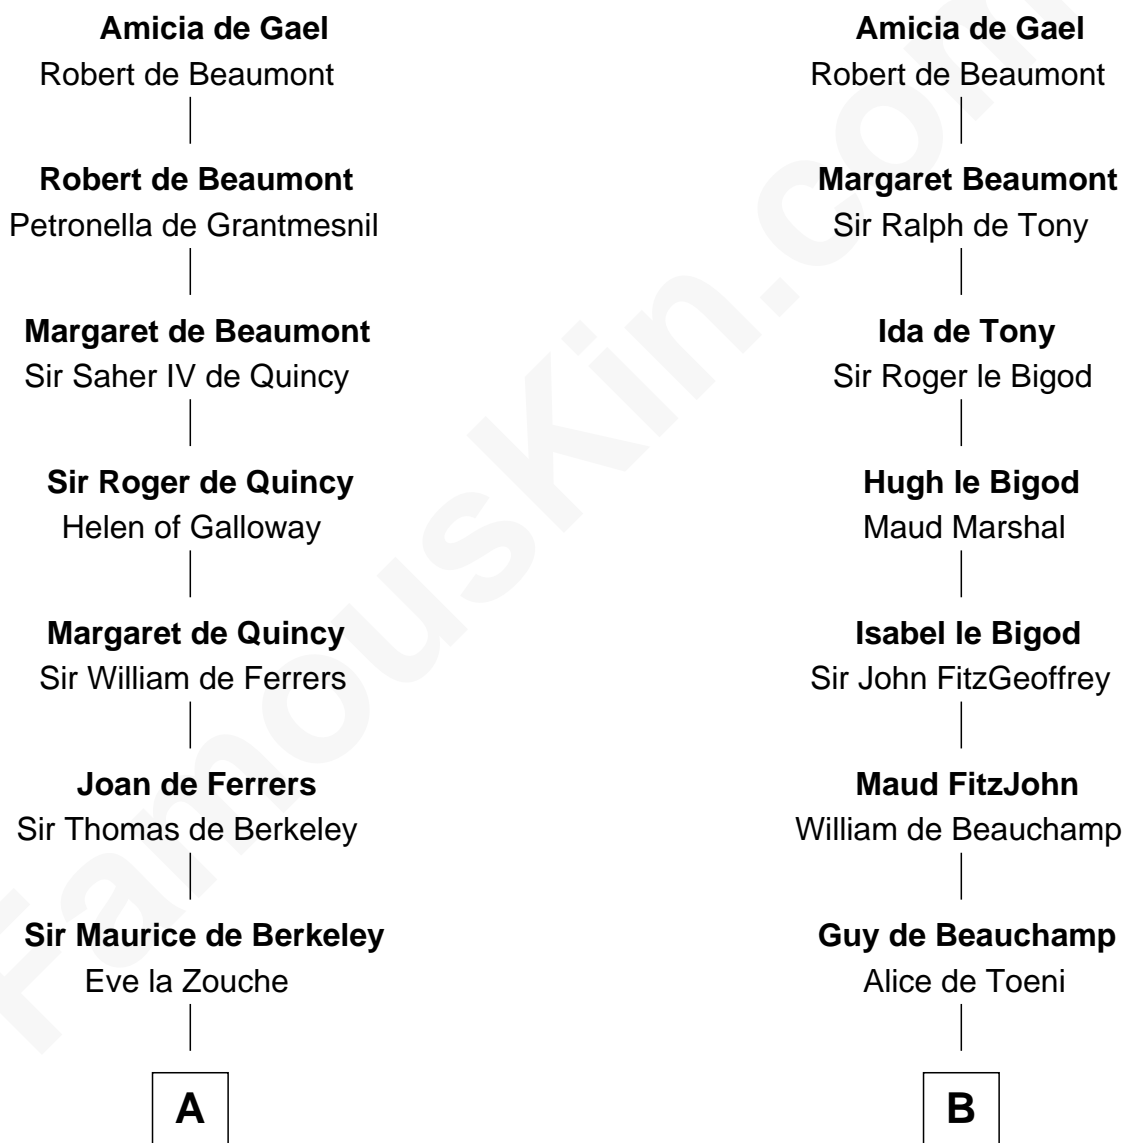 Amicia de Gael
Robert de Beaumont
Robert de Beaumont
Petronella de Grantmesnil
Margaret de Beaumont
Sir Saher IV de Quincy
Sir Roger de Quincy
Helen of Galloway
Margaret de Quincy
Sir William de Ferrers
Joan de Ferrers
Sir Thomas de Berkeley
Sir Maurice de Berkeley
Eve la Zouche
A
Amicia de Gael
Robert de Beaumont
Margaret Beaumont
Sir Ralph de Tony
Ida de Tony
Sir Roger le Bigod
Hugh le Bigod
Maud Marshal
Isabel le Bigod
Sir John FitzGeoffrey
Maud FitzJohn
William de Beauchamp
Guy de Beauchamp
Alice de Toeni
B
FamousKin.com